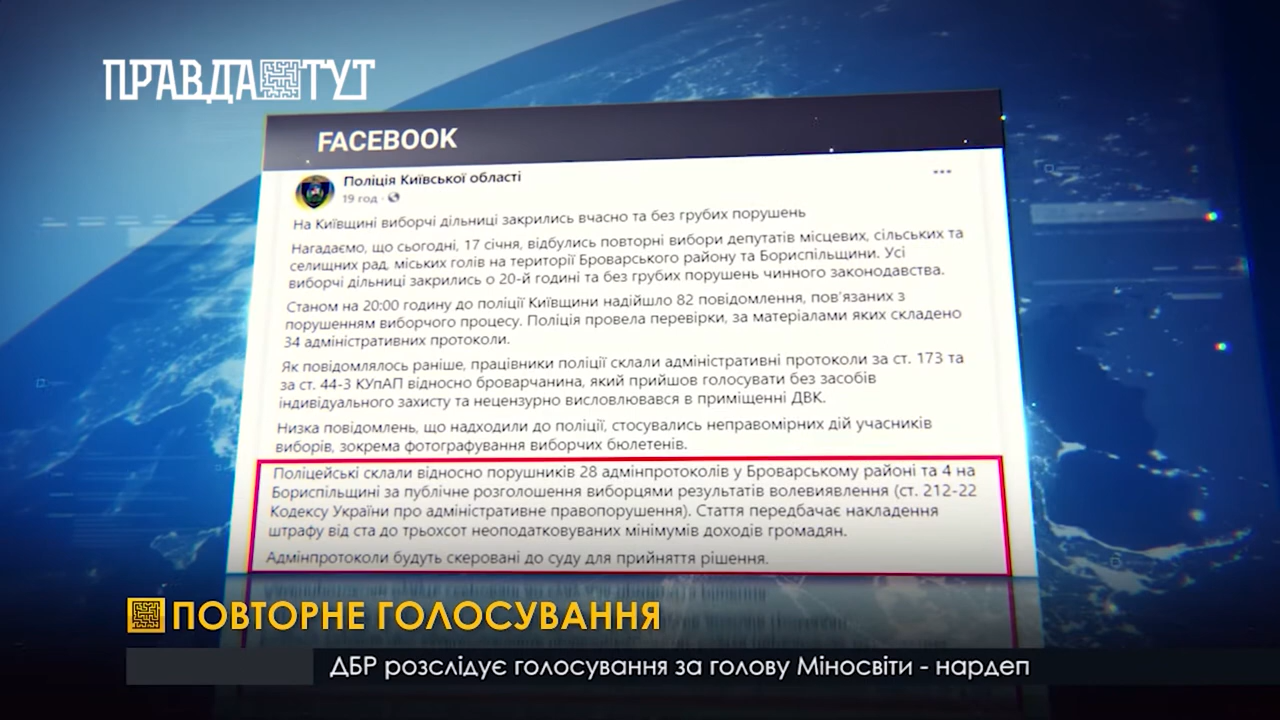 ПРАВДА ТУТ
FACEBOOK
Поліція Київської області
19 год ·
На Київщині виборчі дільниці закрились вчасно та без грубих порушень
Нагадаємо, що сьогодні, 17 січня, відбулись повторні вибори депутатів місцевих, сільських та
селищних рад, міських голів на території Броварського району та Бориспільщини. Усі
виборчі дільниці закрились о 20-й годині та без грубих порушень чинного законодавства.
Станом на 20:00 годину до поліції Київщини надійшло 82 повідомлення, пов'язаних з
порушенням виборчого процесу. Поліція провела перевірки, за матеріалами яких складено
34 адміністративних протоколи.
Як повідомлялось раніше, працівники поліції склали адміністративні протоколи за ст. 173 та
за ст. 44-3 КУпАП відносно броварчанина, який прийшов голосувати без засобів
індивідуального захисту та нецензурно висловлювався в приміщенні ДВК.
Низка повідомлень, що надходили до поліції, стосувались неправомірних дій учасників
виборів, зокрема фотографування виборчих бюлетенів.
Поліцейські склали відносно порушників 28 адмінпротоколів у Броварському районі та 4 на
Бориспільщині за публічне розголошення виборцями результатів волевиявлення (ст. 212-22
Кодексу України про адміністративне правопорушення). Стаття передбачає накладення
штрафу від ста до трьохсот неоподатковуваних мінімумів доходів громадян.
Адмінпротоколи будуть скеровані до суду для прийняття рішення.
ПОВТОРНЕ ГОЛОСУВАННЯ
ДБР розслідує голосування за голову Міносвіти - нардеп